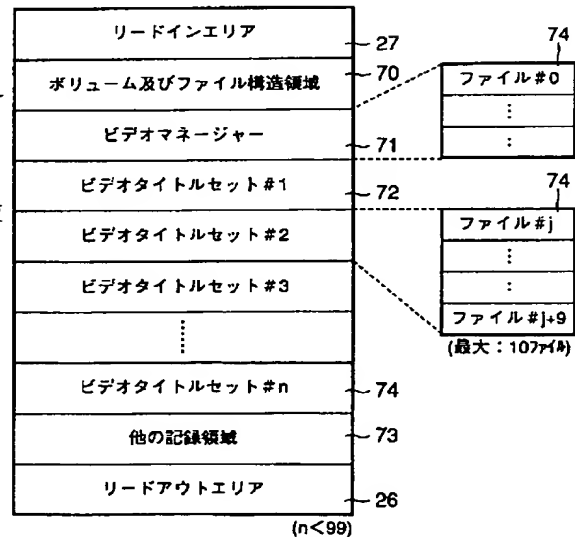 リードインエリア
27
ボリューム及びファイル構造領域
70
ビデオマネージャー
71
ビデオタイトルセット#1
72
ビデオタイトルセット#2
ビデオタイトルセット#3
ビデオタイトルセット#n
74
他の記録領域
73
リードアウトエリア
26
(n<99)
74
ファイル#0
74
ファイル#j
ファイル#j+9
(最大：10ファイル)